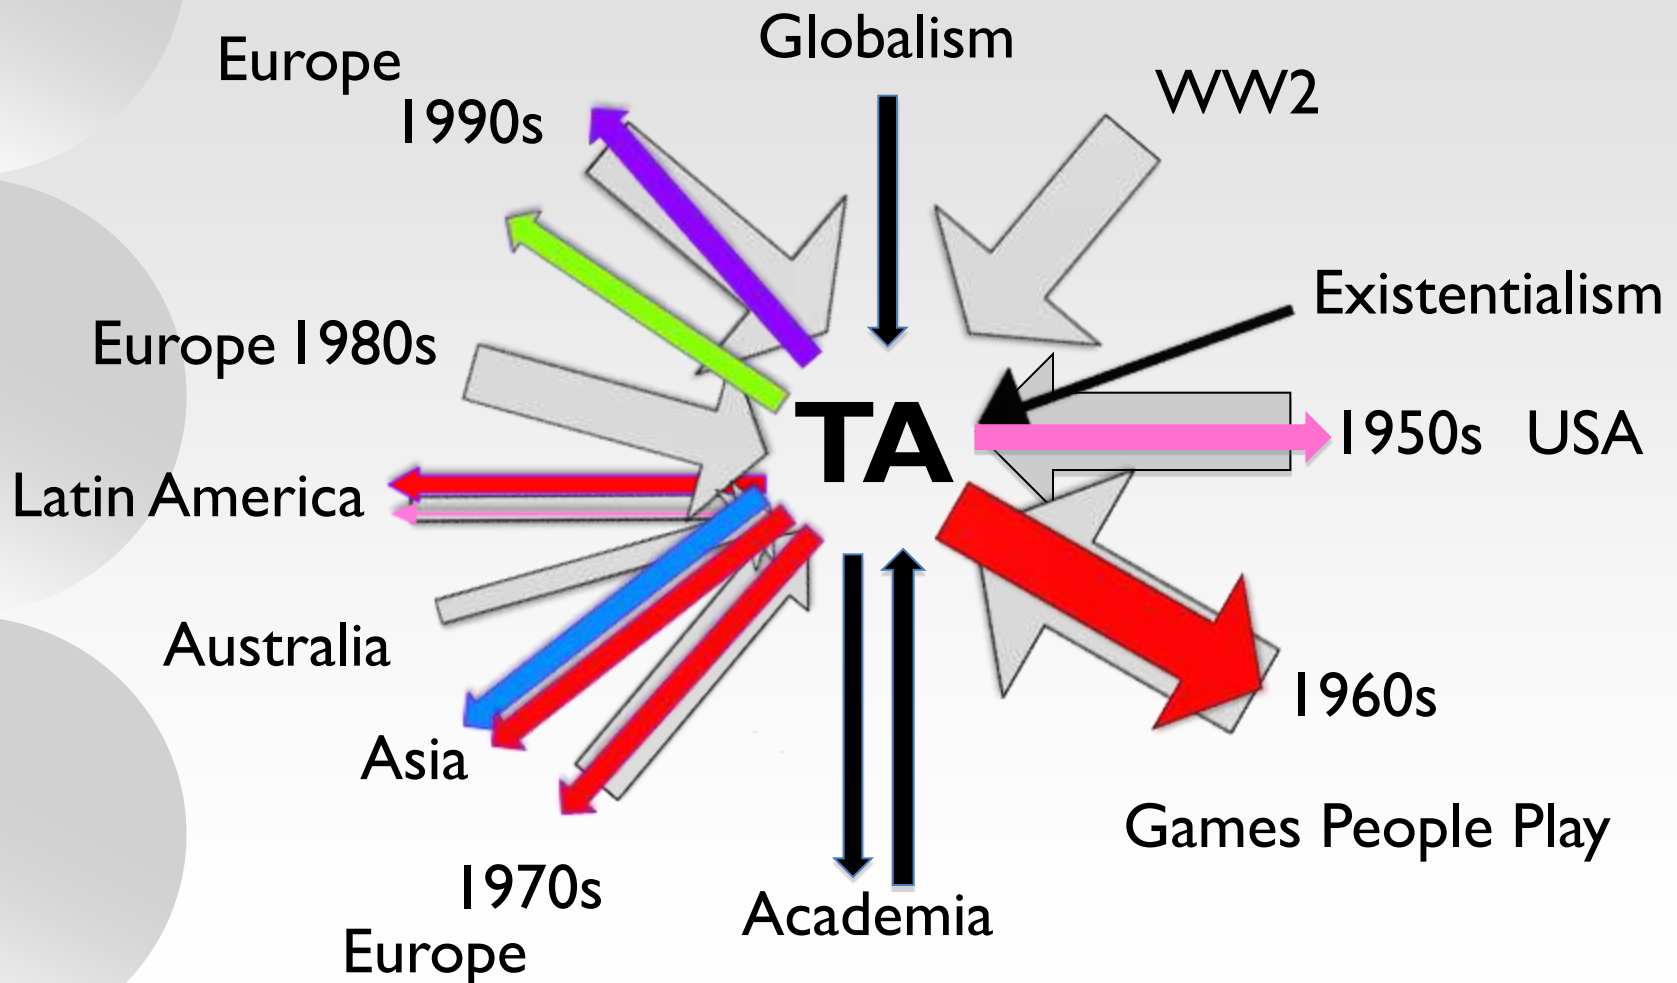 Globalism
Europe
1990s
WW2
Existentialism
Europe 1980s
TA
1950s USA
Latin America
Australia
1960s
Asia
Games People Play
1970s
Academia
Europe